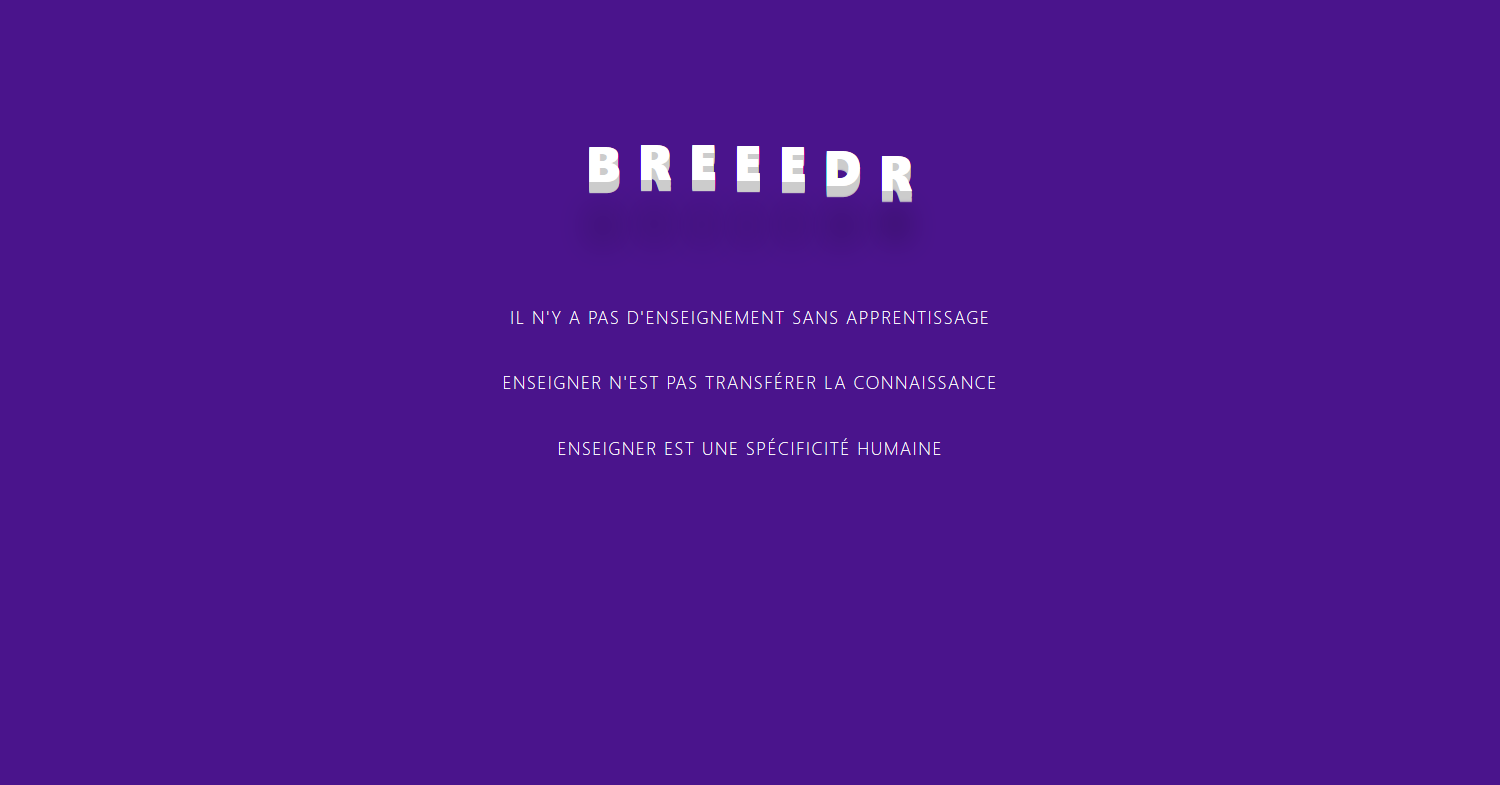 BREEEDR
IL N'Y A PAS D'ENSEIGNEMENT SANS APPRENTISSAGE
ENSEIGNER N'EST PAS TRANSFÉRER LA CONNAISSANCE
ENSEIGNER EST UNE SPÉCIFICITÉ HUMAINE